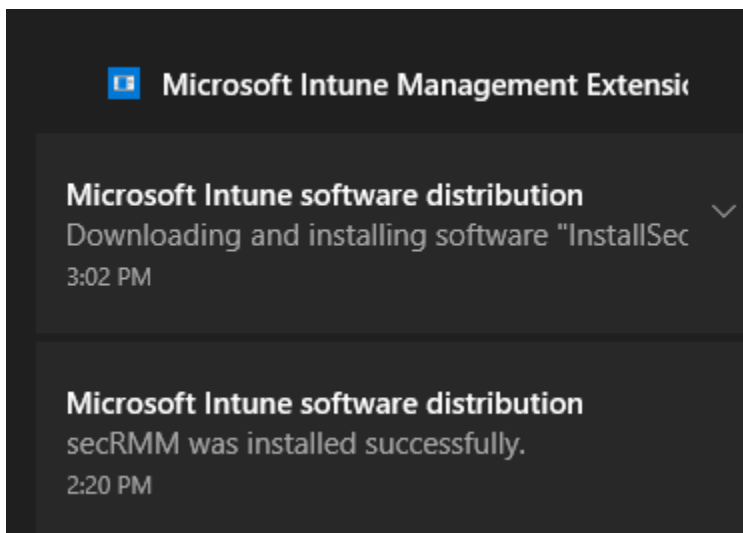 Microsoft Intune Management Extensi
Microsoft Intune software distribution
Downloading and installing software "InstallSec
3:02 PM
Microsoft Intune software distribution
secRMM was installed successfully.
2:20 PM